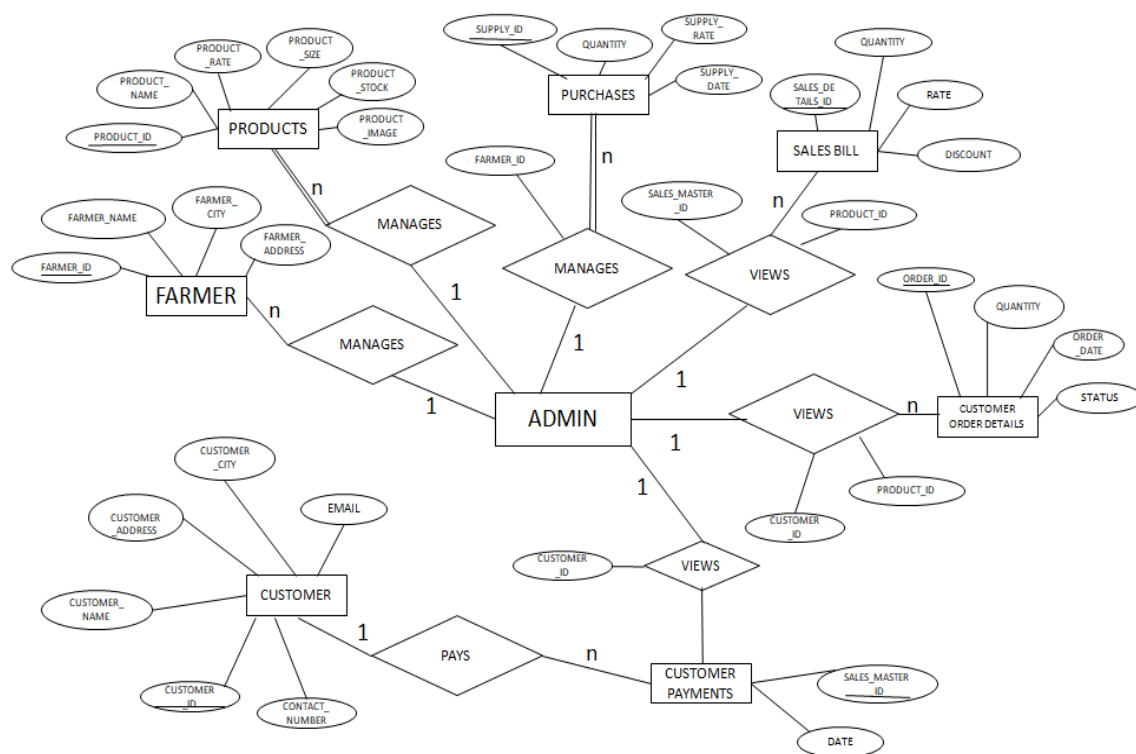 SUPPLY_ID
QUANTITY
SUPPLY_
RATE
SUPPLY_
DATE
PURCHASES
PRODUCT
_SIZE
PRODUCT_
_RATE
PRODUCT_
NAME
PRODUCT
_STOCK
PRODUCT
_IMAGE
PRODUCT_ID
PRODUCTS
QUANTITY
SALES_DE
TAILS_ID
RATE
DISCOUNT
SALES BILL
n
n
n
FARMER_ID
SALES_MASTER
_ID
PRODUCT_ID
FARMER_NAME
FARMER_
CITY
FARMER_
ADDRESS
FARMER_ID
FARMER
MANAGES
MANAGES
VIEWS
ORDER_ID
QUANTITY
ORDER
_DATE
STATUS
CUSTOMER
ORDER DETAILS
n
MANAGES
1
1
1
1
ADMIN
1
VIEWS
n
PRODUCT_ID
CUSTOMER
_ID
1
CUSTOMER
_CITY
CUSTOMER
_ADDRESS
EMAIL
CUSTOMER_
NAME
CUSTOMER
CUSTOMER
_ID
CONTACT_
NUMBER
CUSTOMER
_ID
VIEWS
1
PAYS
n
CUSTOMER
PAYMENTS
SALES_MASTER
_ID
DATE